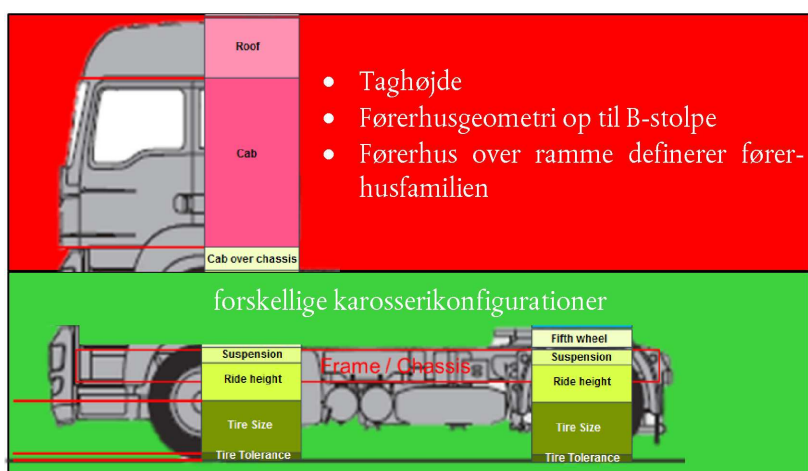 Roof
Cab
Cab over chassis
• Taghøjde
• Førerhusgeometri op til B-stolpe
• Førerhus over ramme definerer fører-
husfamilien
forskellige karosserikonfigurationer
Fifth wheel
Suspension
Frame / Chassis
Suspension
Ride height
Ride height
Tire Size
Tire Size
Tire Tolerance
Tire Tolerance